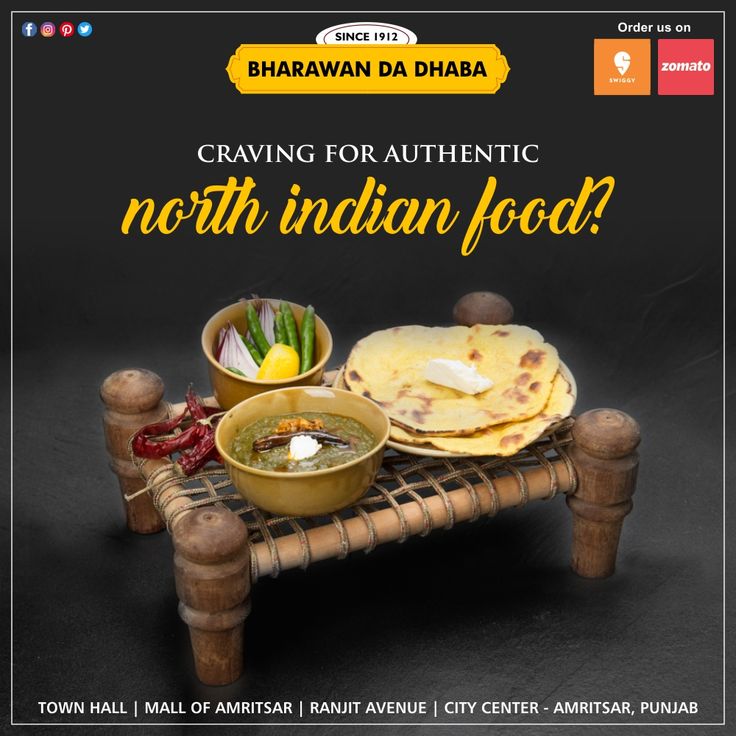 SINCE 1912
BHARAWAN DA DHABA
Order us on
SWIGGY
zomato
CRAVING FOR AUTHENTIC
north indian food?
TOWN HALL | MALL OF AMRITSAR | RANJIT AVENUE | CITY CENTER - AMRITSAR, PUNJAB